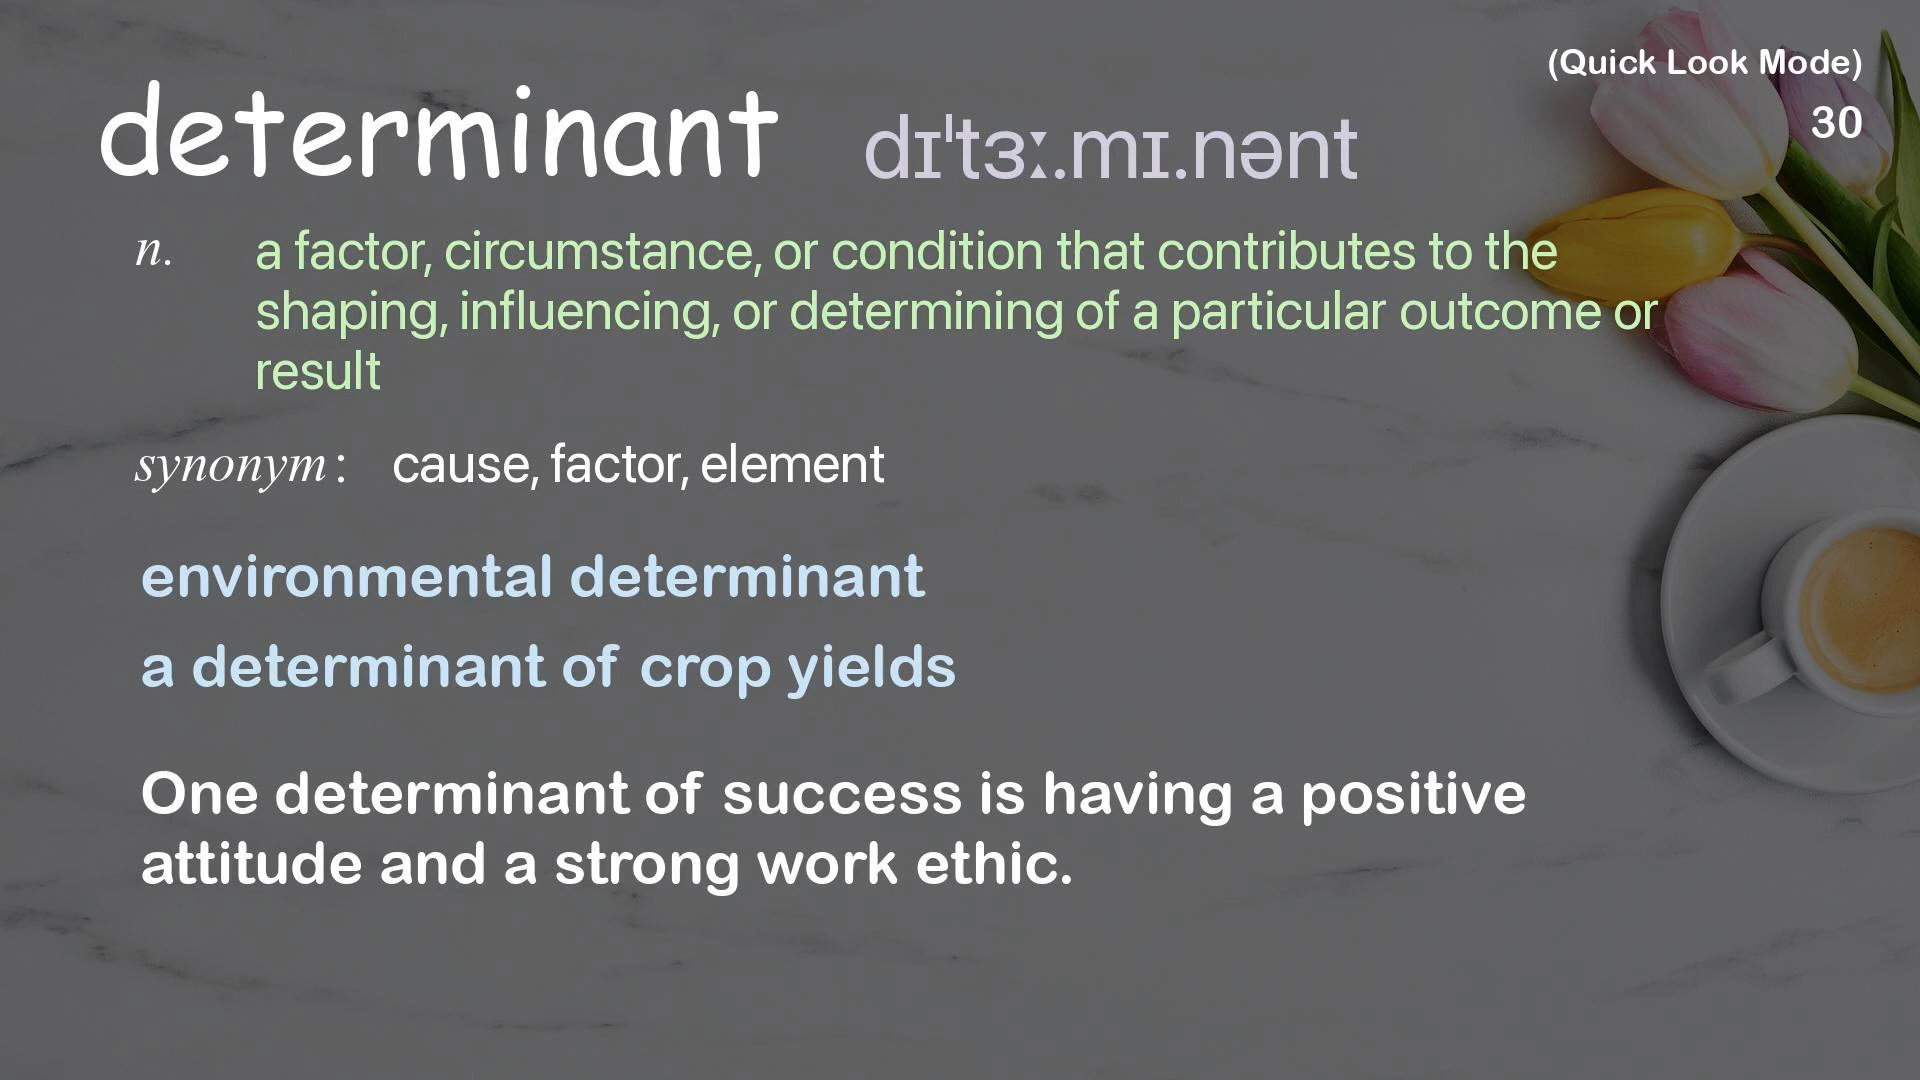 (Quick Look Mode)
determinant dɪˈtɜː.mɪ.nənt
30
n. a factor, circumstance, or condition that contributes to the
shaping, influencing, or determining of a particular outcome or
result
synonym: cause, factor, element
environmental determinant
a determinant of crop yields
One determinant of success is having a positive
attitude and a strong work ethic.